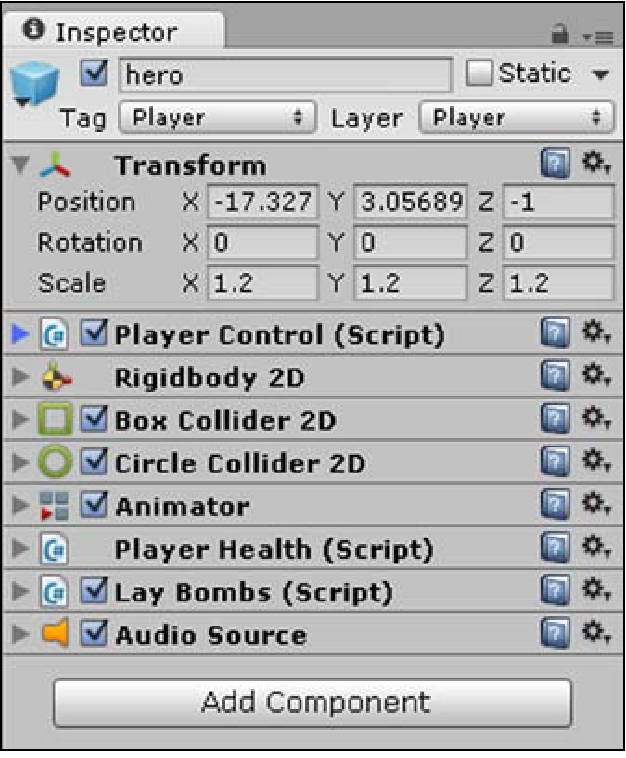 Inspector
hero Static
Tag Player Layer Player
Transform
Position X -17.327 Y 3.05689 Z -1
Rotation X 0 Y 0 Z 0
Scale X 1.2 Y 1.2 Z 1.2
Player Control (Script)
Rigidbody 2D
Box Collider 2D
Circle Collider 2D
Animator
Player Health (Script)
Lay Bombs (Script)
Audio Source
Add Component